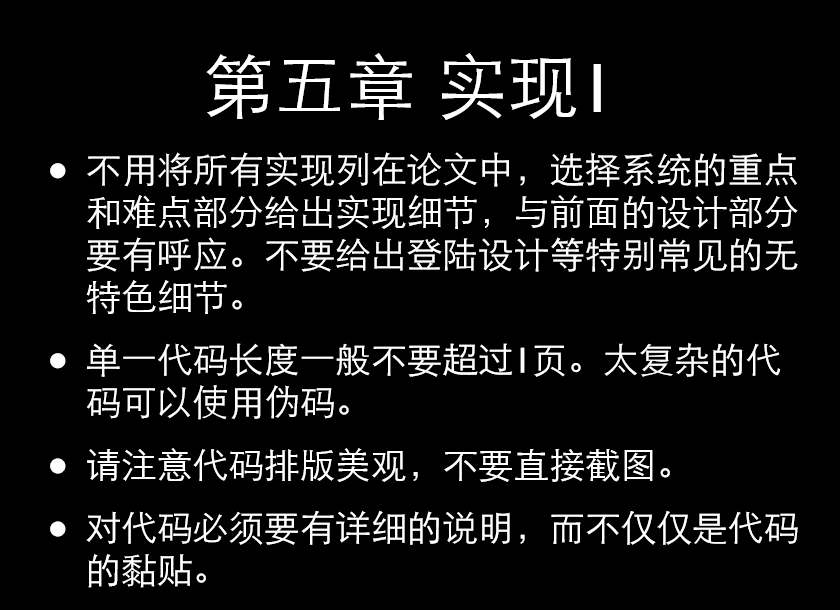 第五章 实现1
● 不用将所有实现列在论文中，选择系统的重点
和难点部分给出实现细节，与前面的设计部分
要有呼应。不要给出登陆设计等特别常见的无
特色细节。
● 单一代码长度一般不要超过1页。太复杂的代
码可以使用伪码。
● 请注意代码排版美观，不要直接截图。
● 对代码必须要有详细的说明，而不仅仅是代码
的黏贴。